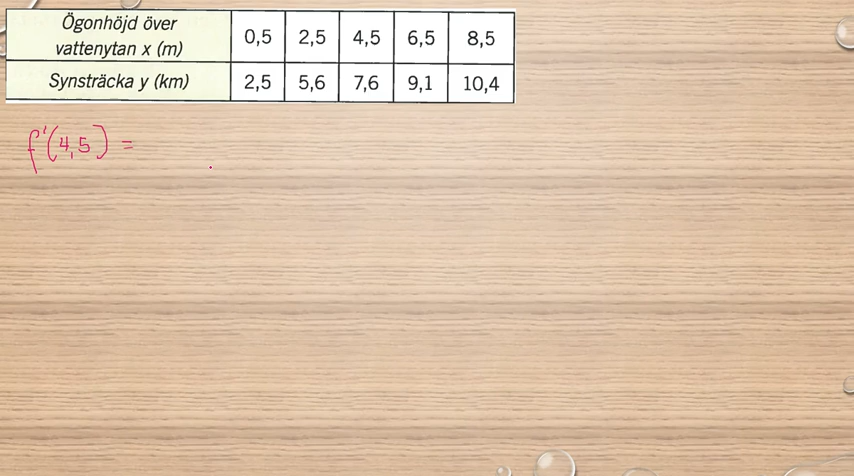 Ögonhöjd över vattenytan x (m) 0,5 2,5 4,5 6,5 8,5
Synsträcka y (km) 2,5 5,6 7,6 9,1 10,4
f'(4,5) =